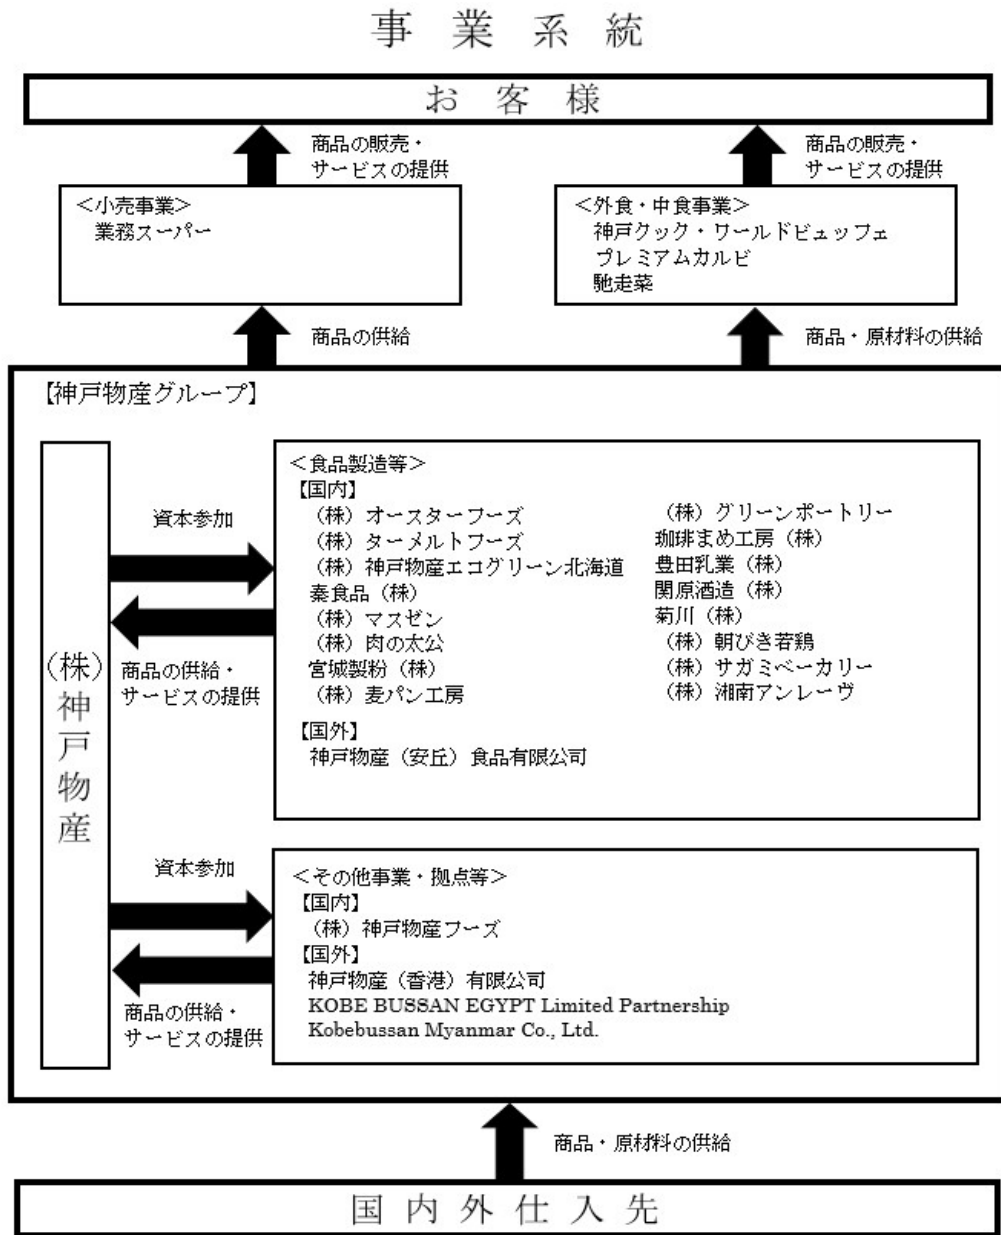 事業系統
お客様
商品の販売・
サービスの提供
商品の販売・
サービスの提供
＜小売事業＞
業務スーパー
＜外食・中食事業＞
神戸クック・ワールドビュッフェ
プレミアムカルビ
馳走菜
商品の供給
商品・原材料の供給
【神戸物産グループ】
(株)神戸物産
資本参加
商品の供給・
サービスの提供
＜食品製造等＞
【国内】
（株）オースターフーズ
（株）ターメルトフーズ
（株）神戸物産エコグリーン北海道
秦食品（株）
（株）マスゼン
（株）肉の太公
宮城製粉（株）
（株）麦パン工房
（株）グリーンポートリー
珈琲まめ工房（株）
豊田乳業（株）
関原酒造（株）
菊川（株）
（株）朝びき若鶏
（株）サガミベーカリー
（株）湘南アンレーヴ
【国外】
神戸物産（安丘）食品有限公司
資本参加
商品の供給・
サービスの提供
＜その他事業・拠点等＞
【国内】
（株）神戸物産フーズ
【国外】
神戸物産（香港）有限公司
KOBE BUSSAN EGYPT Limited Partnership
Kobebussan Myanmar Co., Ltd.
商品・原材料の供給
国内外仕入先